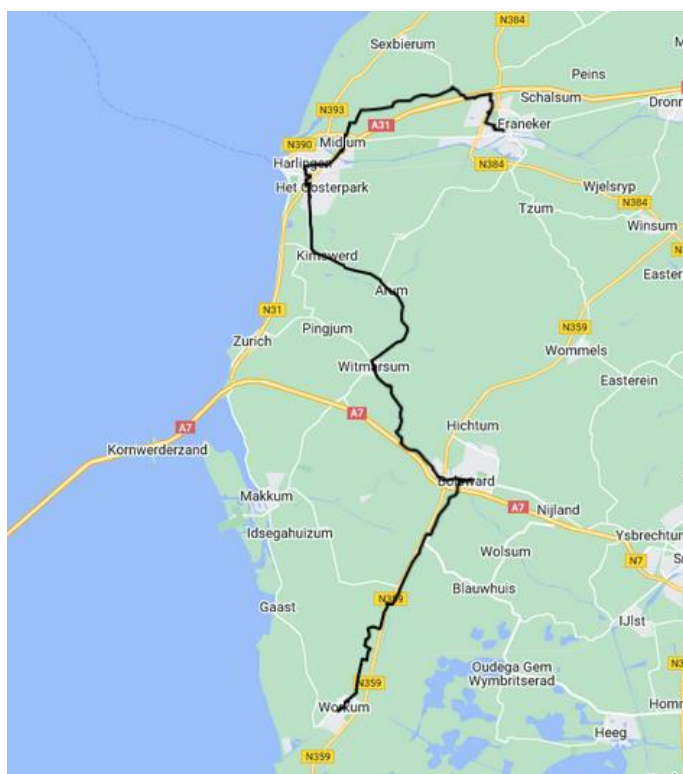 N384
Sexbierum
Peins
Schalsum
N393
Dronr
Franeker
A31
N390
Midlum
Harlingen
N384
Het Oosterpark
Wjelsryp
N384
Tzum
Winsum
Kimswerd
Easter
Arum
N31
Pingjum
N359
Zurich
Wommels
Witmarsum
Easterein
A7
A7
Hichtum
Kornwerderzand
Bolsward
Makkum
A7
Nijland
Idsegahuizum
Ysbrechtum
Wolsum
N7
Blauwhuis
N359
Gaast
IJlst
Oudega Gem
Wymbritserad
N359
Workum
Homm
Heeg
N359